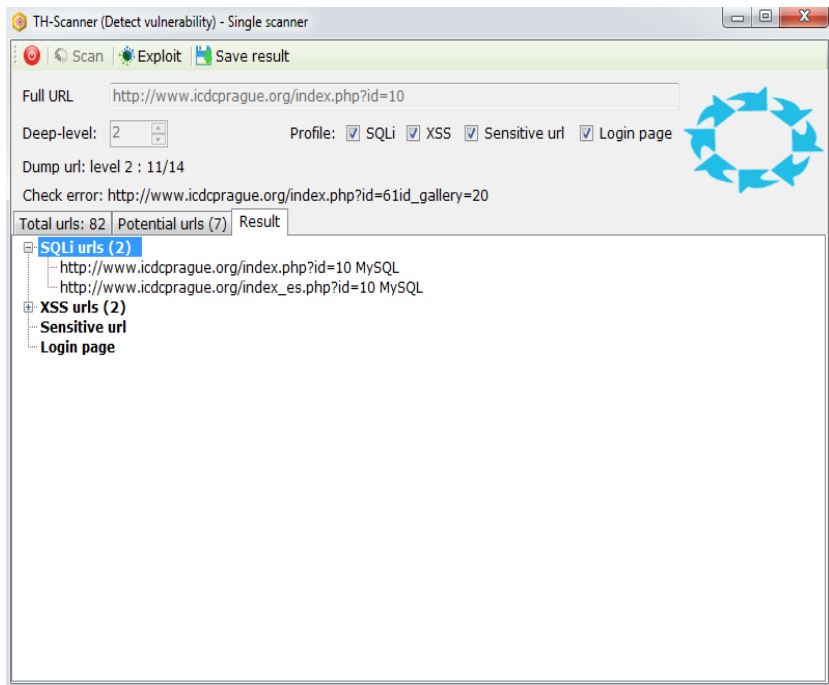 TH-Scanner (Detect vulnerability) - Single scanner
Scan Exploit Save result
Full URL http://www.icdcprague.org/index.php?id=10
Deep-level: 2 Profile: SQLi XSS Sensitive url Login page
Dump url: level 2 : 11/14
Check error: http://www.icdcprague.org/index.php?id=61id_gallery=20
Total urls: 82 Potential urls (7) Result
SQLi urls (2)
http://www.icdcprague.org/index.php?id=10 MySQL
http://www.icdcprague.org/index_es.php?id=10 MySQL
XSS urls (2)
Sensitive url
Login page